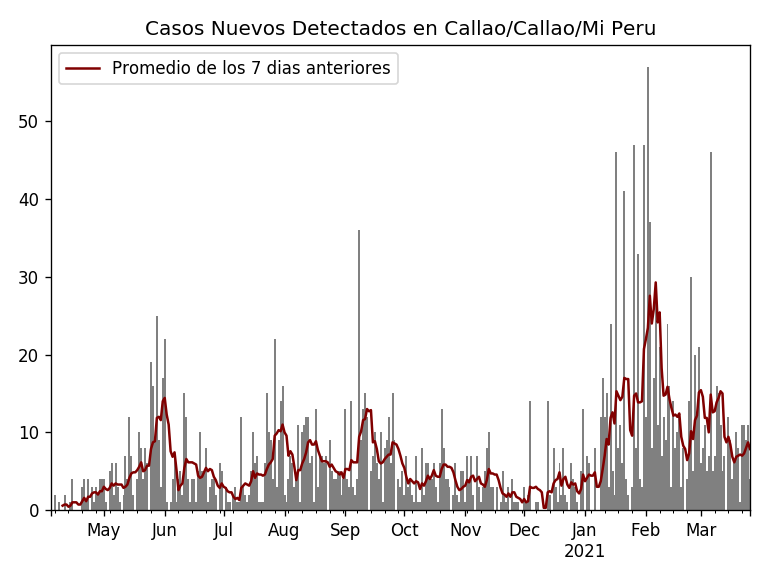 Casos Nuevos Detectados en Callao/Callao/Mi Peru
Promedio de los 7 dias anteriores
50
40
30
20
10
0
May Jun Jul Aug Sep Oct Nov Dec Jan Feb Mar
2021